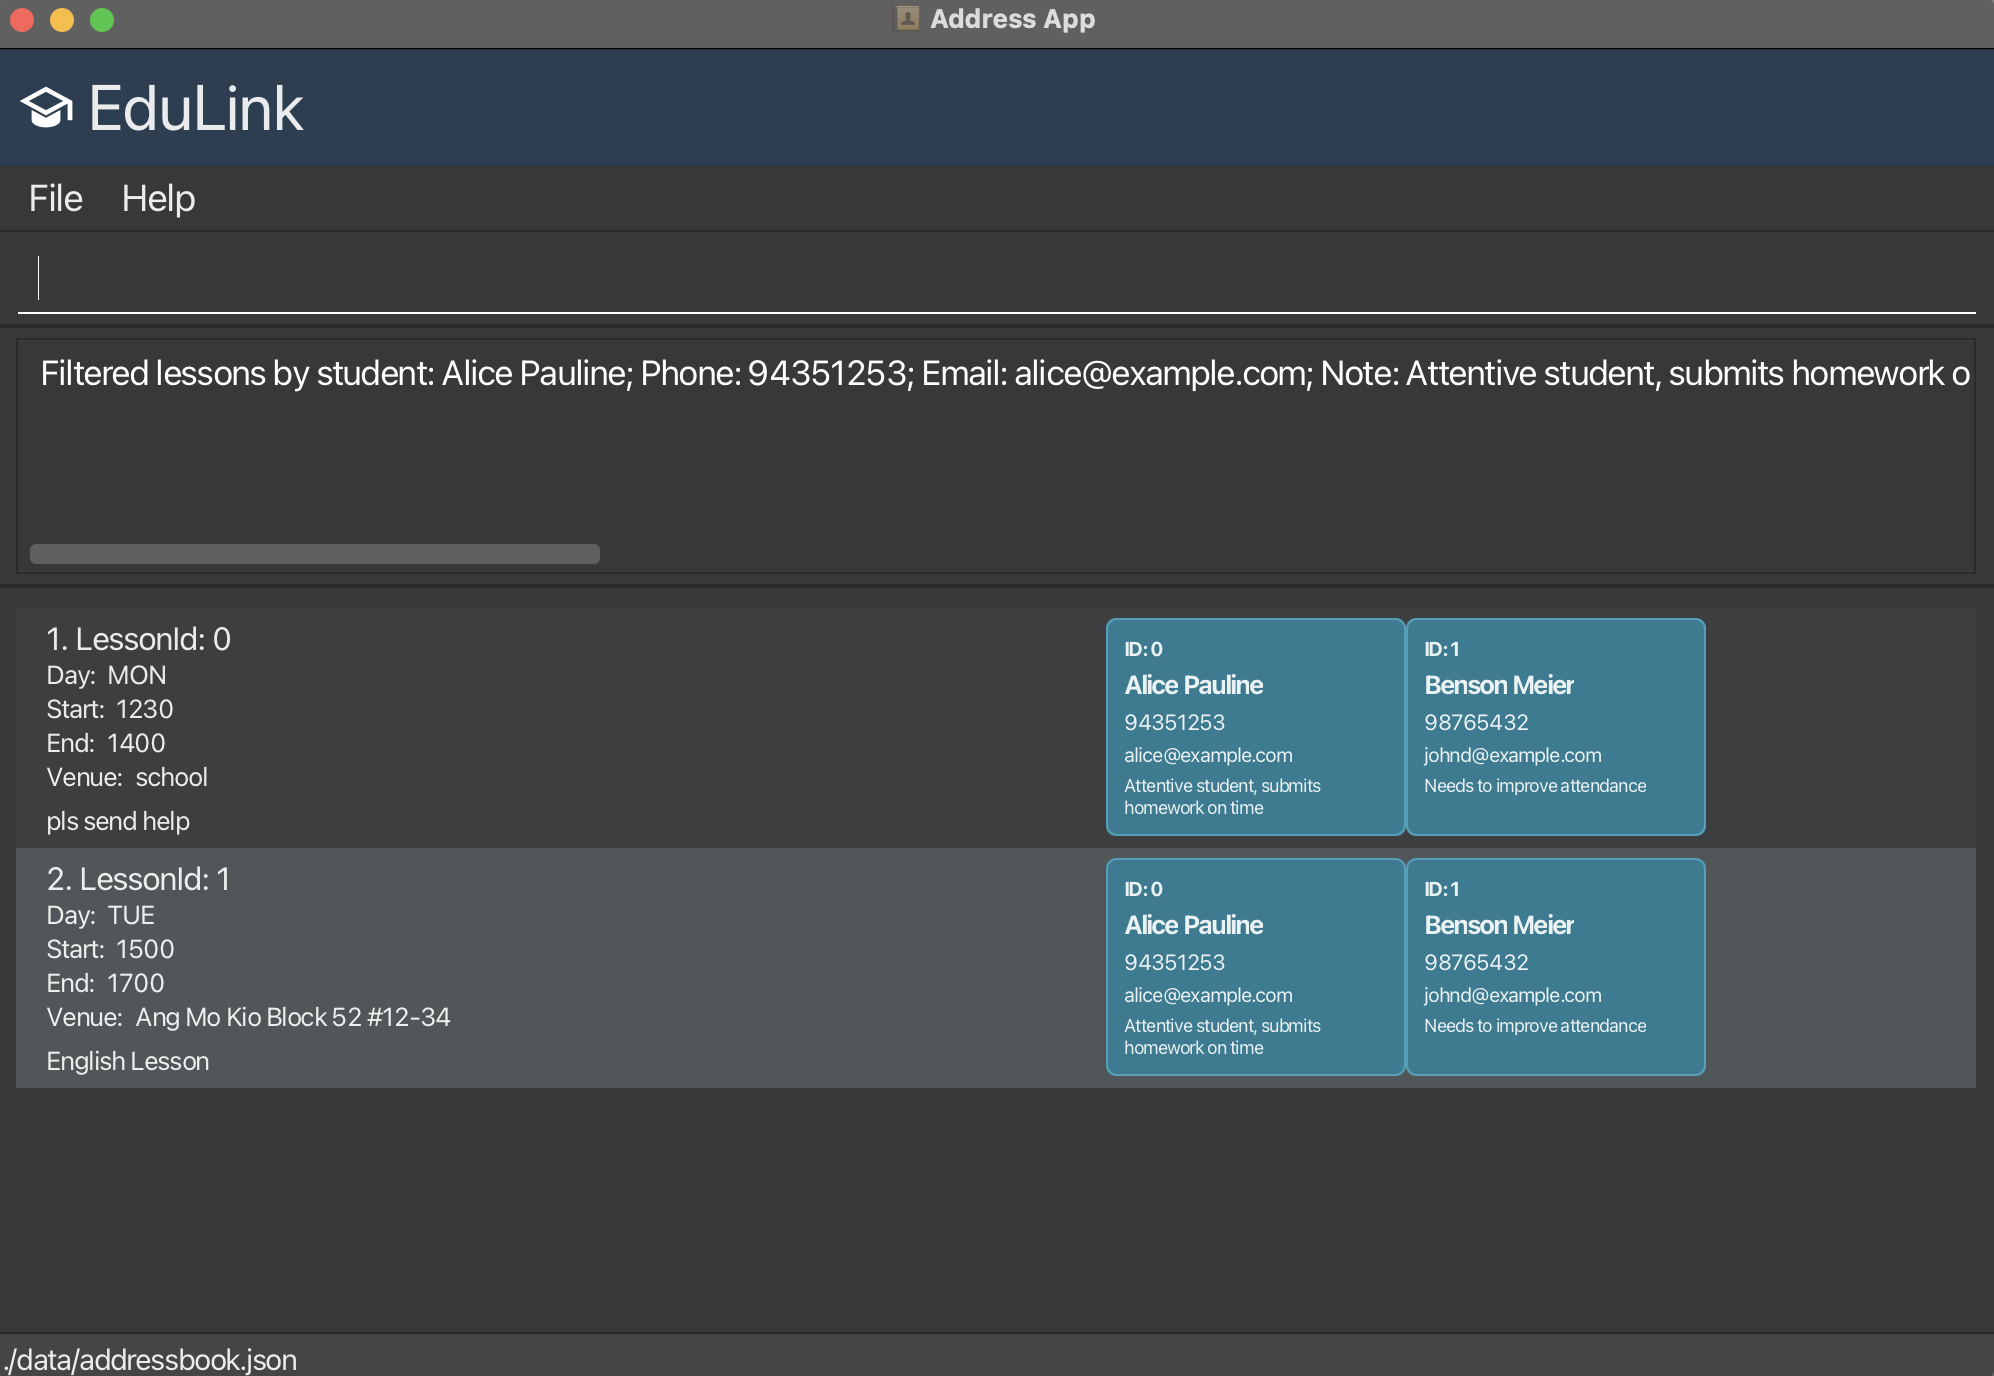 Address App
EduLink
File Help
Filtered lessons by student: Alice Pauline; Phone: 94351253; Email: alice@example.com; Note: Attentive student, submits homework o
1. LessonId: 0
Day: MON
Start: 1230
End: 1400
Venue: school
pls send help
ID: 0
Alice Pauline
94351253
alice@example.com
Attentive student, submits
homework on time
ID: 1
Benson Meier
98765432
johnd@example.com
Needs to improve attendance
2. LessonId: 1
Day: TUE
Start: 1500
End: 1700
Venue: Ang Mo Kio Block 52 #12-34
English Lesson
ID: 0
Alice Pauline
94351253
alice@example.com
Attentive student, submits
homework on time
ID: 1
Benson Meier
98765432
johnd@example.com
Needs to improve attendance
./data/addressbook.json